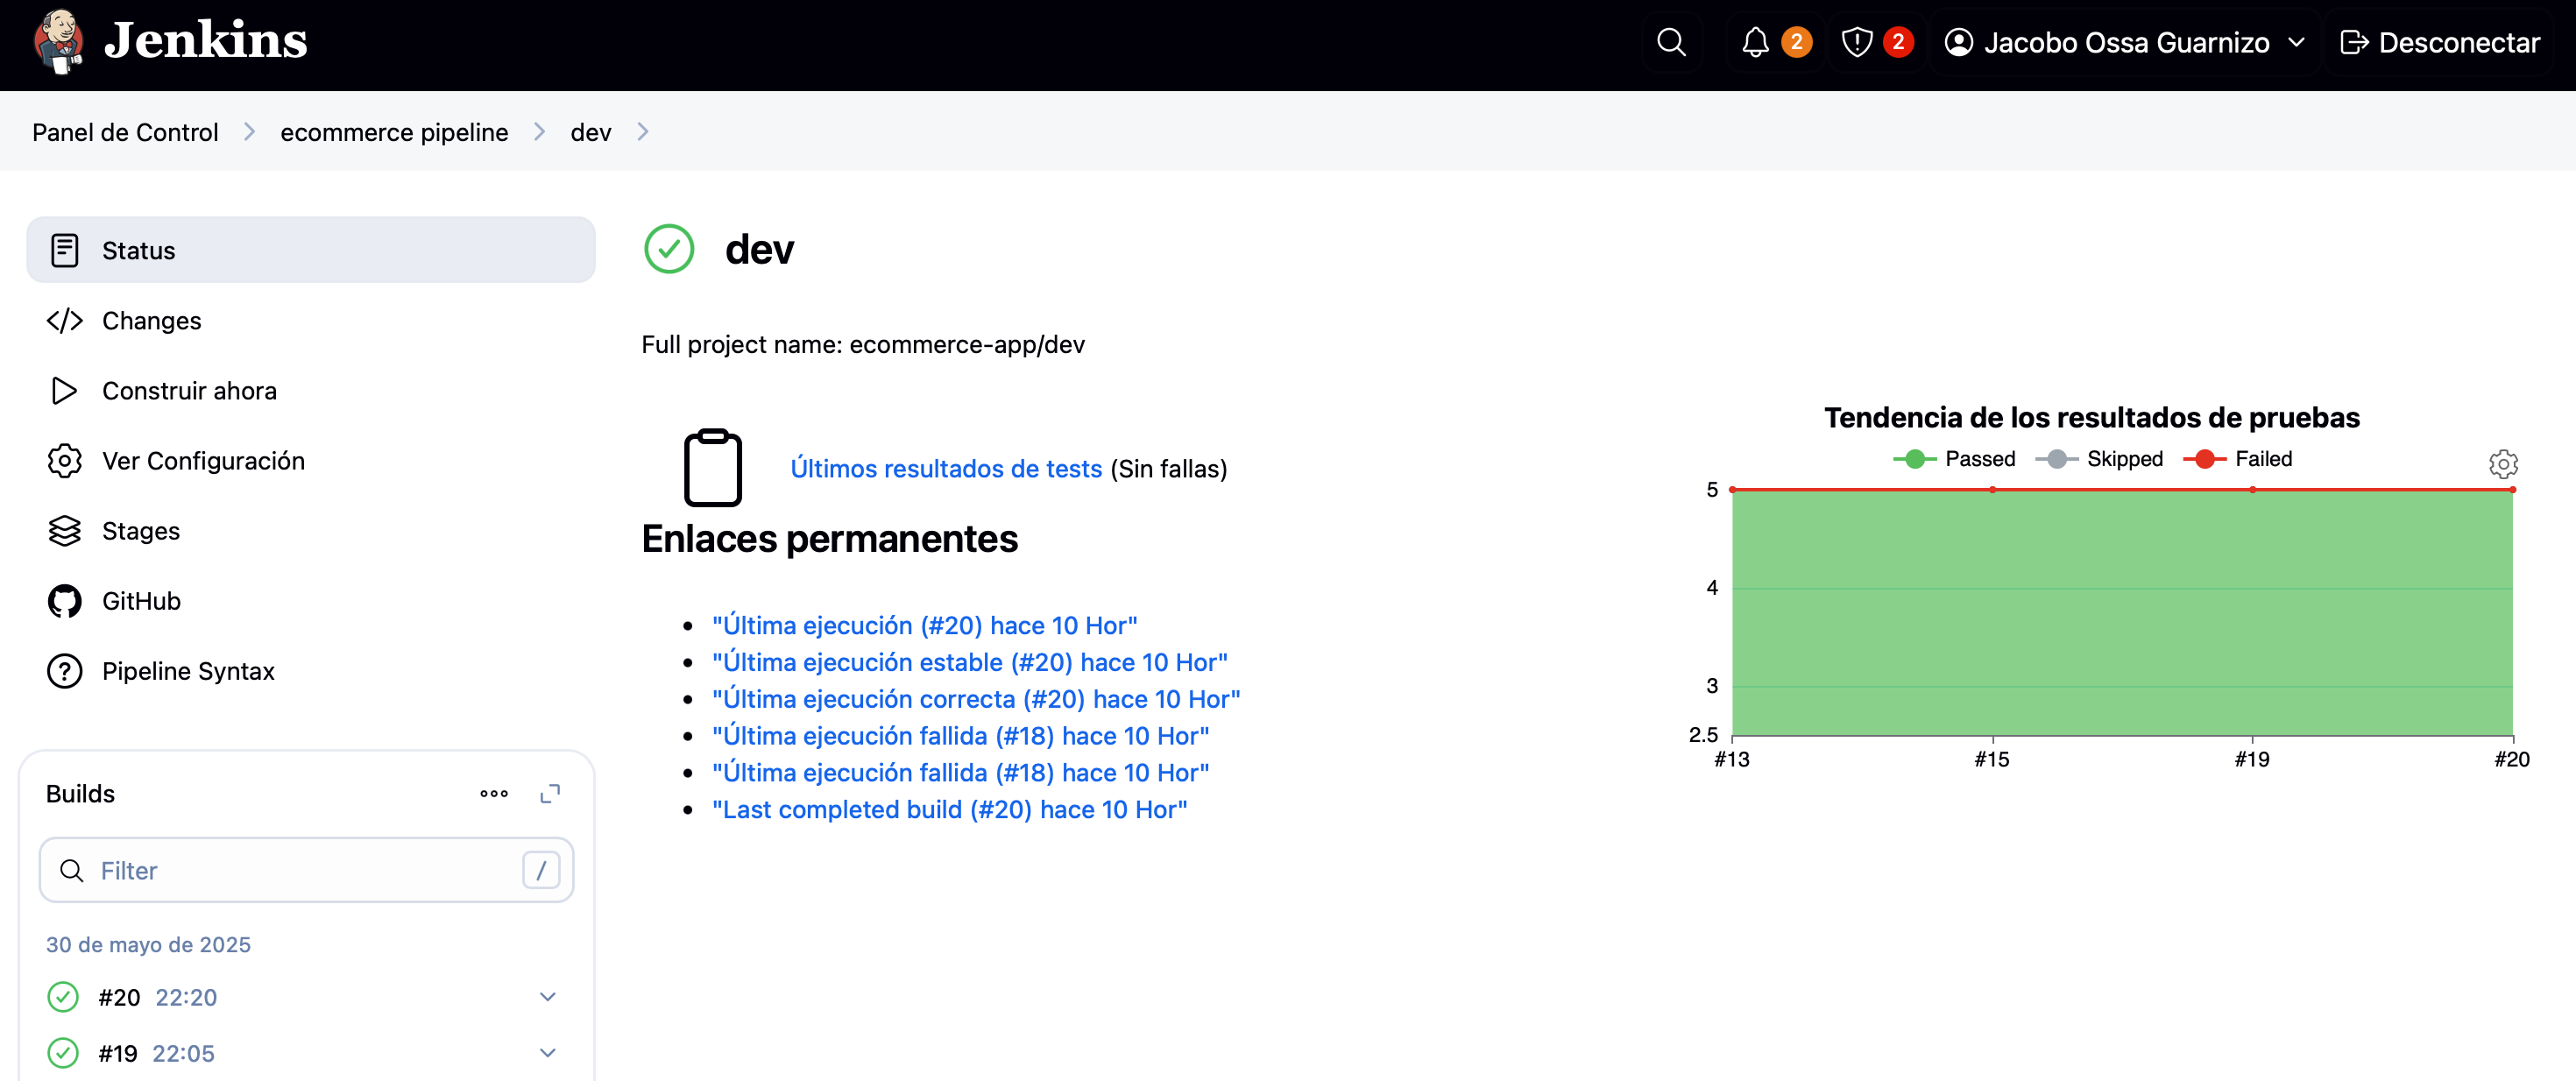 Jenkins
2
2
Jacobo Ossa Guarnizo
Desconectar
Panel de Control
ecommerce pipeline
dev
Status
Changes
Construir ahora
Ver Configuración
Stages
GitHub
Pipeline Syntax
Builds
Filter
/
30 de mayo de 2025
#20 22:20
#19 22:05
dev
Full project name: ecommerce-app/dev
Últimos resultados de tests (Sin fallas)
Enlaces permanentes
"Última ejecución (#20) hace 10 Hor"
"Última ejecución estable (#20) hace 10 Hor"
"Última ejecución correcta (#20) hace 10 Hor"
"Última ejecución fallida (#18) hace 10 Hor"
"Última ejecución fallida (#18) hace 10 Hor"
"Last completed build (#20) hace 10 Hor"
Tendencia de los resultados de pruebas
Passed Skipped Failed
5
4
3
2.5
#13 #15 #19 #20